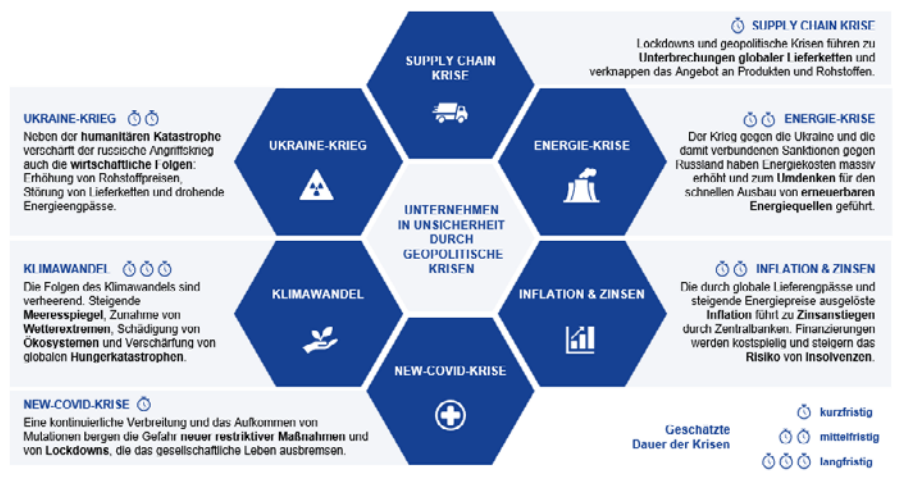 SUPPLY CHAIN KRISE
Lockdowns und geopolitische Krisen führen zu
Unterbrechungen globaler Lieferketten und
verknappen das Angebot an Produkten und Rohstoffen.
SUPPLY CHAIN
KRISE
UKRAINE-KRIEG
Neben der humanitären Katastrophe
verschärft der russische Angriffskrieg
auch die wirtschaftliche Folgen:
Erhöhung von Rohstoffpreisen,
Störung von Lieferketten und drohende
Energieengpässe.
UKRAINE-KRIEG
ENERGIE-KRISE
ENERGIE-KRISE
Der Krieg gegen die Ukraine und die
damit verbundenen Sanktionen gegen
Russland haben Energiekosten massiv
erhöht und zum Umdenken für den
schnellen Ausbau von erneuerbaren
Energiequellen geführt.
UNTERNEHMEN
IN UNSICHERHEIT
DURCH
GEOPOLITISCHE
KRISEN
KLIMAWANDEL
Die Folgen des Klimawandels sind
verheerend. Steigende
Meeresspiegel, Zunahme von
Wetterextremen, Schädigung von
Ökosystemen und Verschärfung von
globalen Hungerkatastrophen.
KLIMAWANDEL
INFLATION & ZINSEN
INFLATION & ZINSEN
Die durch globale Lieferengpässe und
steigende Energiepreise ausgelöste
Inflation führt zu Zinsanstiegen
durch Zentralbanken. Finanzierungen
werden kostspielig und steigern das
Risiko von Insolvenzen.
NEW-COVID-KRISE
NEW-COVID-KRISE
Eine kontinuierliche Verbreitung und das Aufkommen von
Mutationen bergen die Gefahr neuer restriktiver Maßnahmen und
von Lockdowns, die das gesellschaftliche Leben ausbremsen.
Geschätzte
Dauer der Krisen
kurzfristig
mittelfristig
langfristig